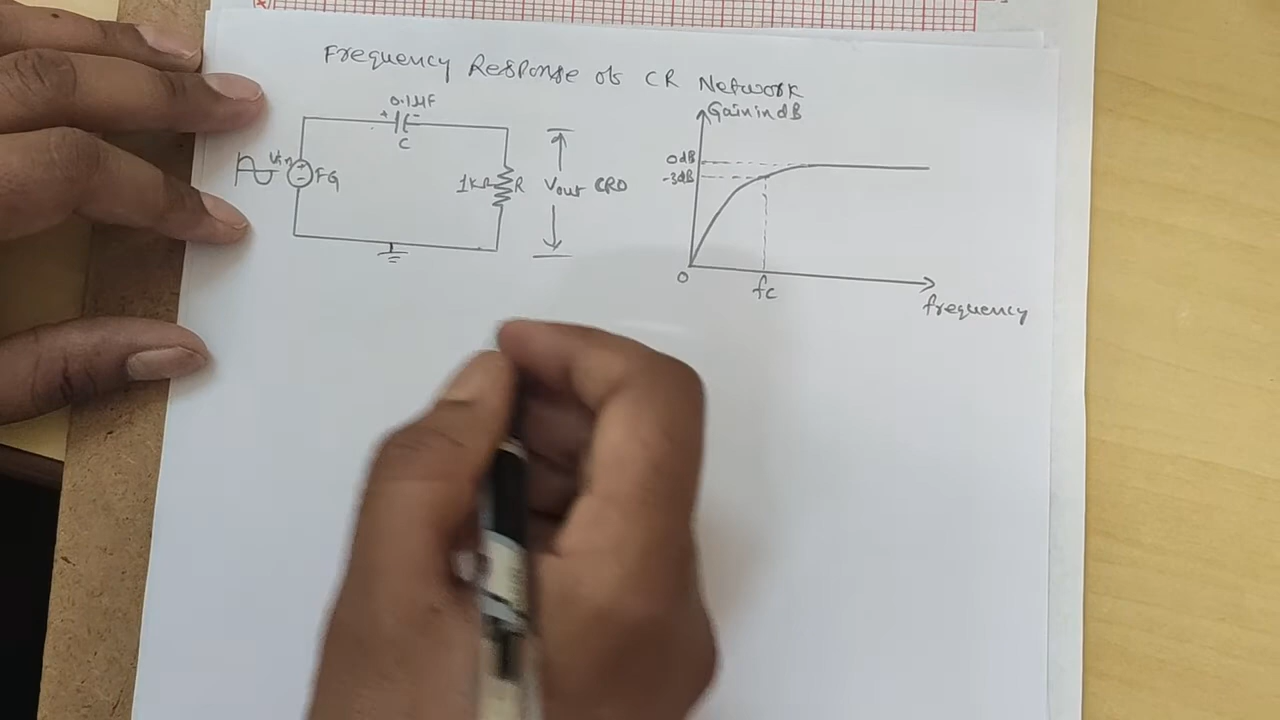 Frequency Response of CR Network
0.1µF
+ -
C
Vin
+
-
FG
1kΩ R
Vout CRO
Gain in dB
0dB
-3dB
0
fc
frequency